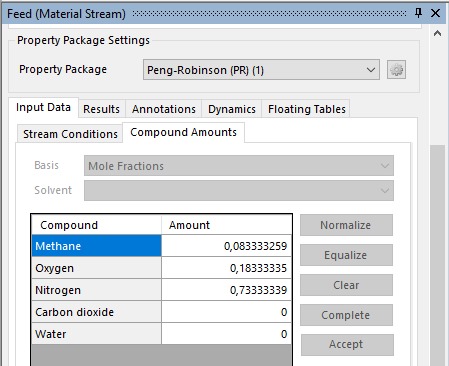 Feed (Material Stream)
Property Package Settings
Property Package Peng-Robinson (PR) (1)
Input Data Results Annotations Dynamics Floating Tables
Stream Conditions Compound Amounts
Basis Mole Fractions
Solvent
Compound Amount Normalize
Methane 0,083333259
Oxygen 0,18333335 Equalize
Nitrogen 0,73333339 Clear
Carbon dioxide 0 Complete
Water 0 Accept